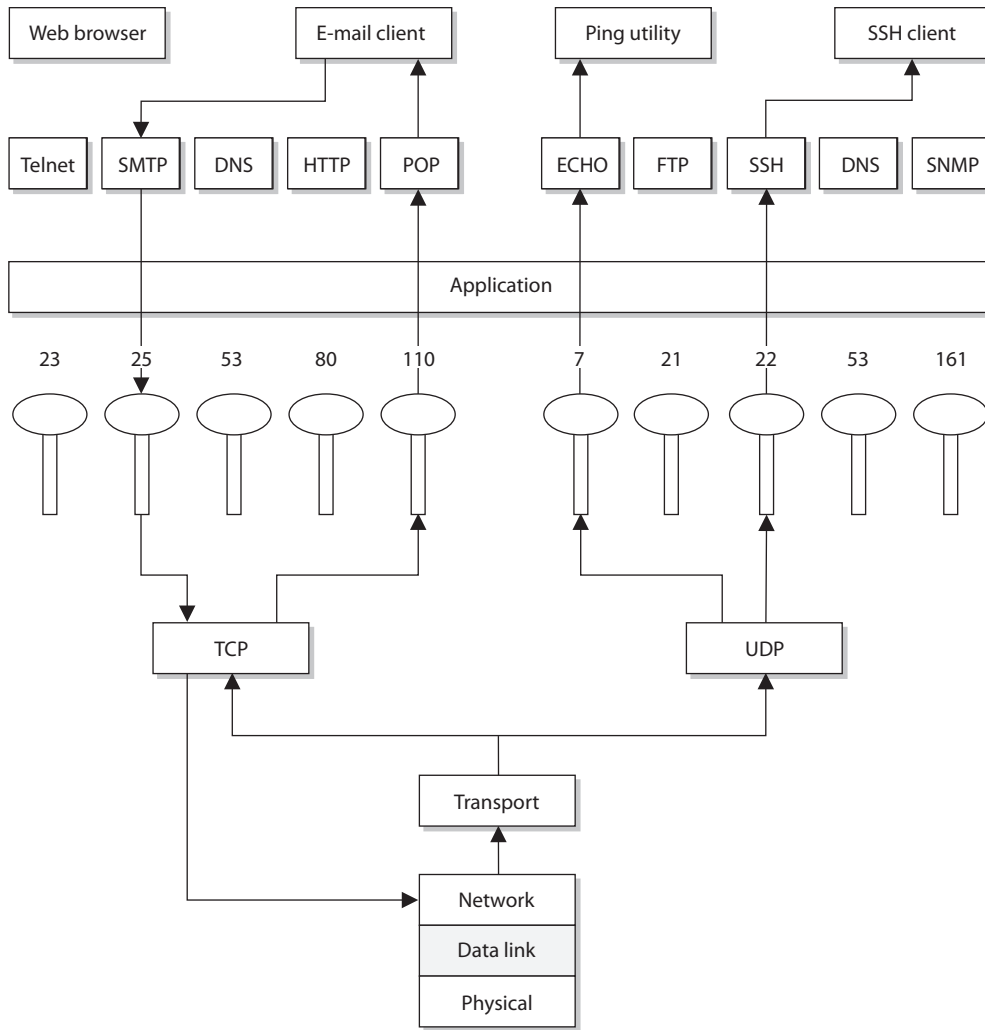 Web browser
E-mail client
Ping utility
SSH client
Telnet
SMTP
DNS
HTTP
POP
ECHO
FTP
SSH
DNS
SNMP
Application
23
25
53
80
110
7
21
22
53
161
TCP
UDP
Transport
Network
Data link
Physical